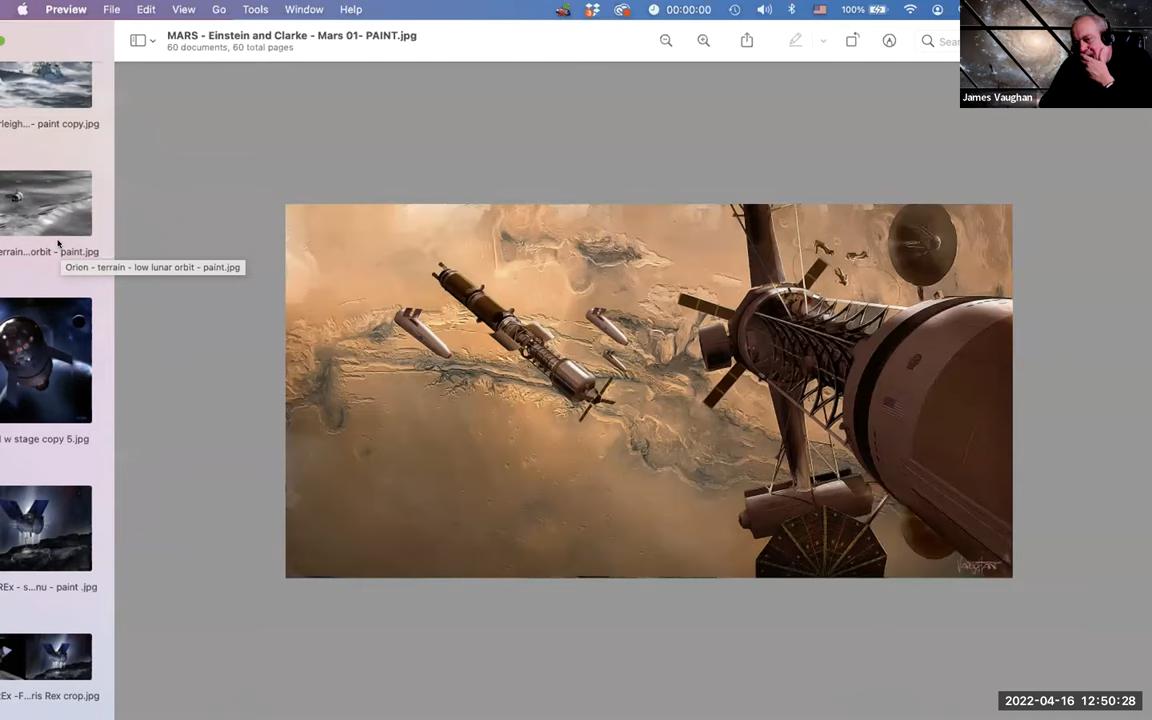 Preview File Edit View Go Tools Window Help 00:00:00 100%
MARS - Einstein and Clarke - Mars 01- PAINT.jpg
60 documents, 60 total pages
Sear
James Vaughan
rleigh...- paint copy.jpg
errain...orbit - paint.jpg
Orion - terrain - low lunar orbit - paint.jpg
l w stage copy 5.jpg
REx - s...nu - paint .jpg
Ex -F...ris Rex crop.jpg
Vaughan
2022-04-16 12:50:28